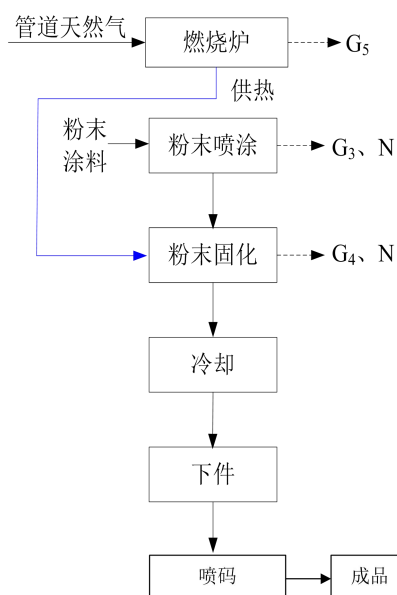 管道天然气
燃烧炉
G5
供热
粉末
涂料
粉末喷涂
G3、N
粉末固化
G4、N
冷却
下件
喷码
成品